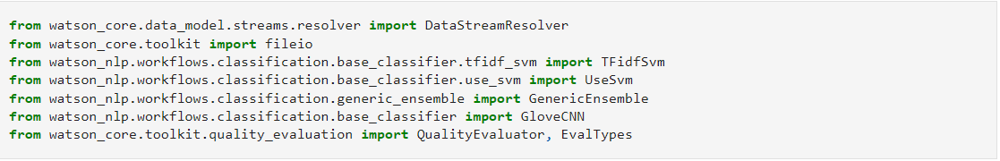 from watson_core.data_model.streams.resolver import DataStreamResolver
from watson_core.toolkit import fileio
from watson_nlp.workflows.classification.base_classifier.tfidf_svm import TFidfSvm
from watson_nlp.workflows.classification.base_classifier.use_svm import UseSvm
from watson_nlp.workflows.classification.generic_ensemble import GenericEnsemble
from watson_nlp.workflows.classification.base_classifier import GloveCNN
from watson_core.toolkit.quality_evaluation import QualityEvaluator, EvalTypes